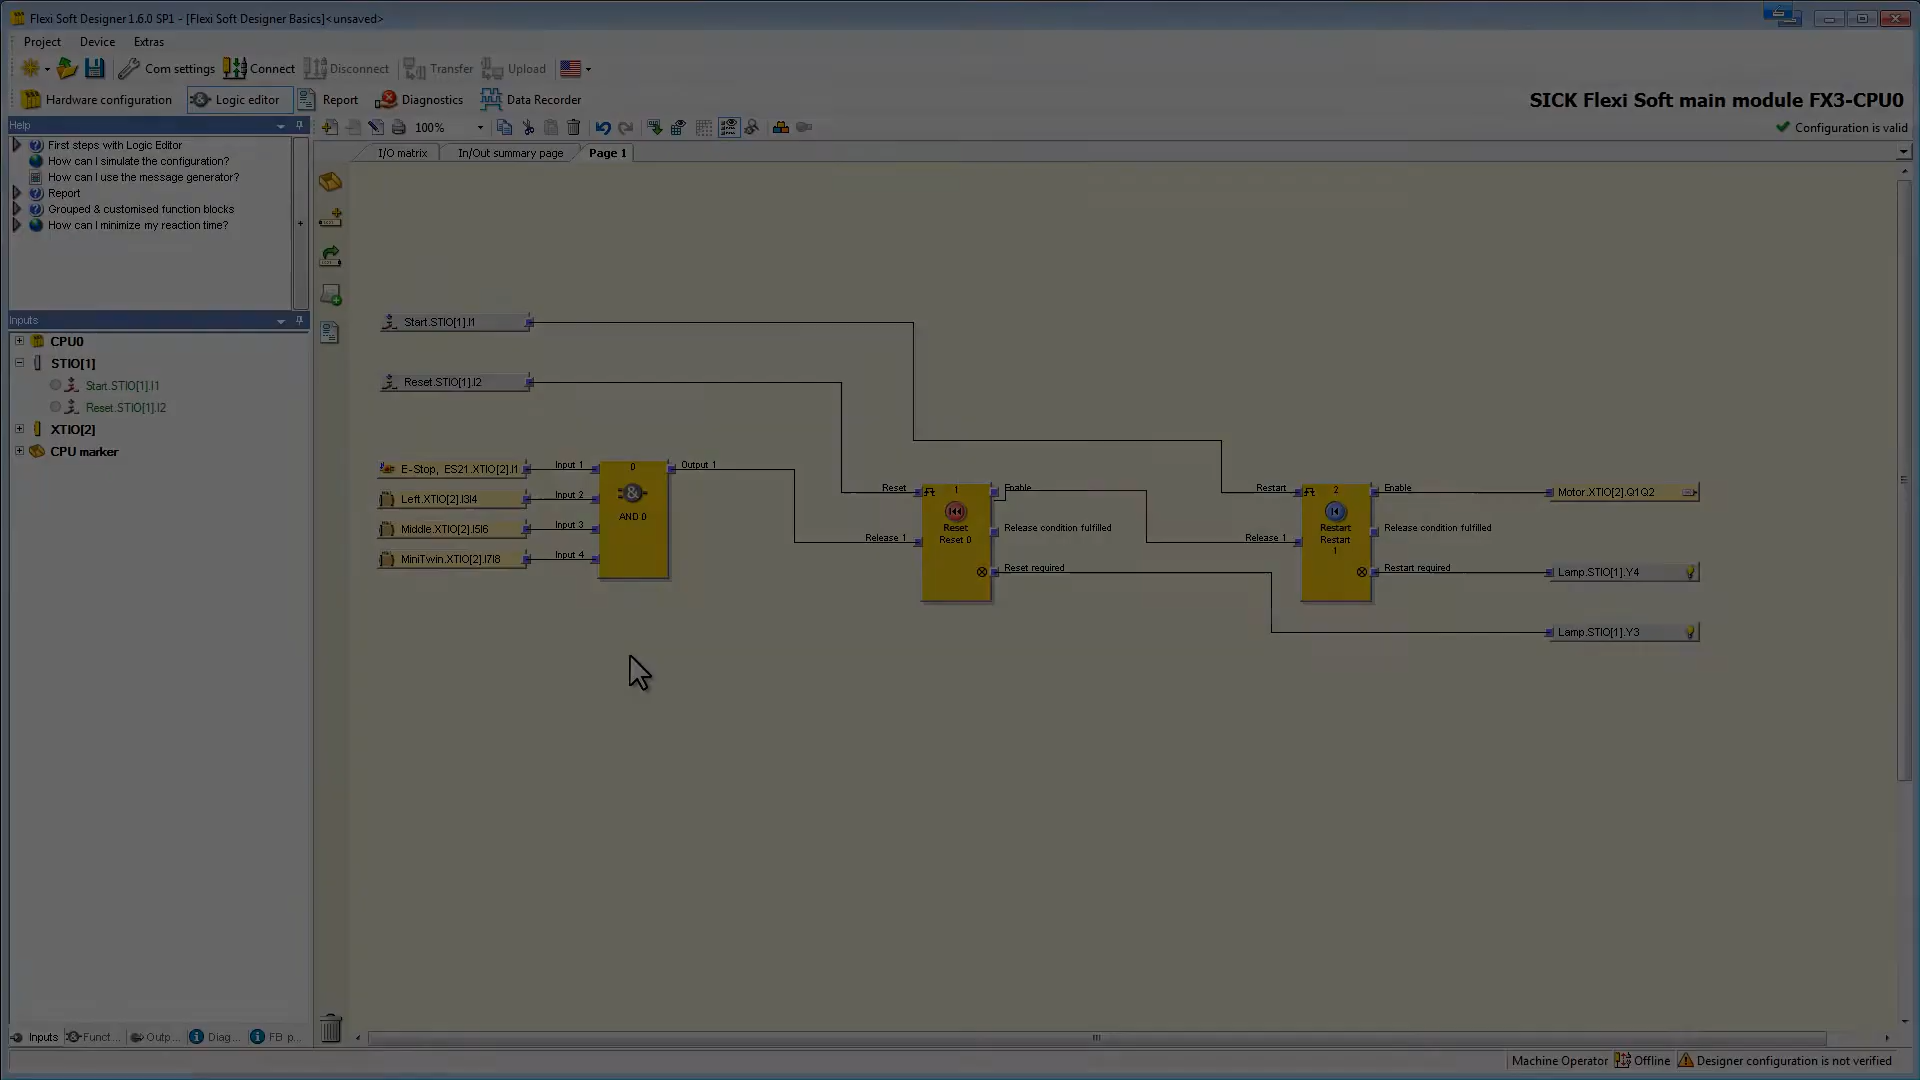 Flexi Soft Designer 1.6.0 SP1 - [Flexi Soft Designer Basics]<unsaved>
Project Device Extras
Com settings Connect Disconnect Transfer Upload
Hardware configuration Logic editor Report Diagnostics Data Recorder
SICK Flexi Soft main module FX3-CPU0
Help
100%
Configuration is valid
First steps with Logic Editor
How can I simulate the configuration?
How can I use the message generator?
Report
Grouped & customised function blocks
How can I minimize my reaction time?
I/O matrix In/Out summary page Page 1
Inputs
CPU0
STIO[1]
Start.STIO[1].I1
Reset.STIO[1].I2
XTIO[2]
CPU marker
Start.STIO[1].I1
Reset.STIO[1].I2
E-Stop, ES21.XTIO[2].I1 Input 1
Left.XTIO[2].I3I4 Input 2
Middle.XTIO[2].I5I6 Input 3
MiniTwin.XTIO[2].I7I8 Input 4
0
&
AND 0
Output 1
Reset
Release 1
1
Reset
Reset 0
Enable
Release condition fulfilled
Reset required
Restart
Release 1
2
Restart
Restart
1
Enable
Release condition fulfilled
Restart required
Motor.XTIO[2].Q1Q2
Lamp.STIO[1].Y4
Lamp.STIO[1].Y3
Inputs Funct... Outp... Diag... FB p...
Machine Operator Offline Designer configuration is not verified